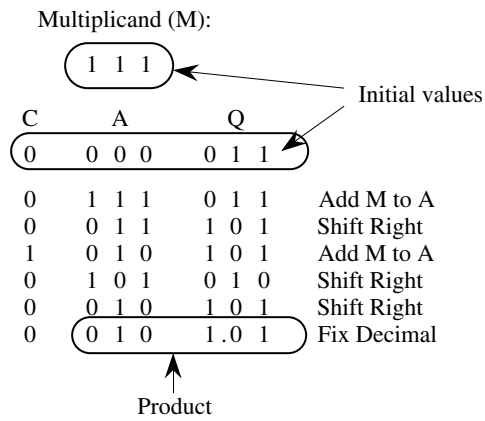 Multiplicand (M):
1 1 1
Initial values
C A Q
0 0 0 0 0 1 1
0 1 1 1 0 1 1 Add M to A
0 0 1 1 1 0 1 Shift Right
1 0 1 0 1 0 1 Add M to A
0 1 0 1 0 1 0 Shift Right
0 0 1 0 1 0 1 Shift Right
0 0 1 0 1.0 1 Fix Decimal
Product